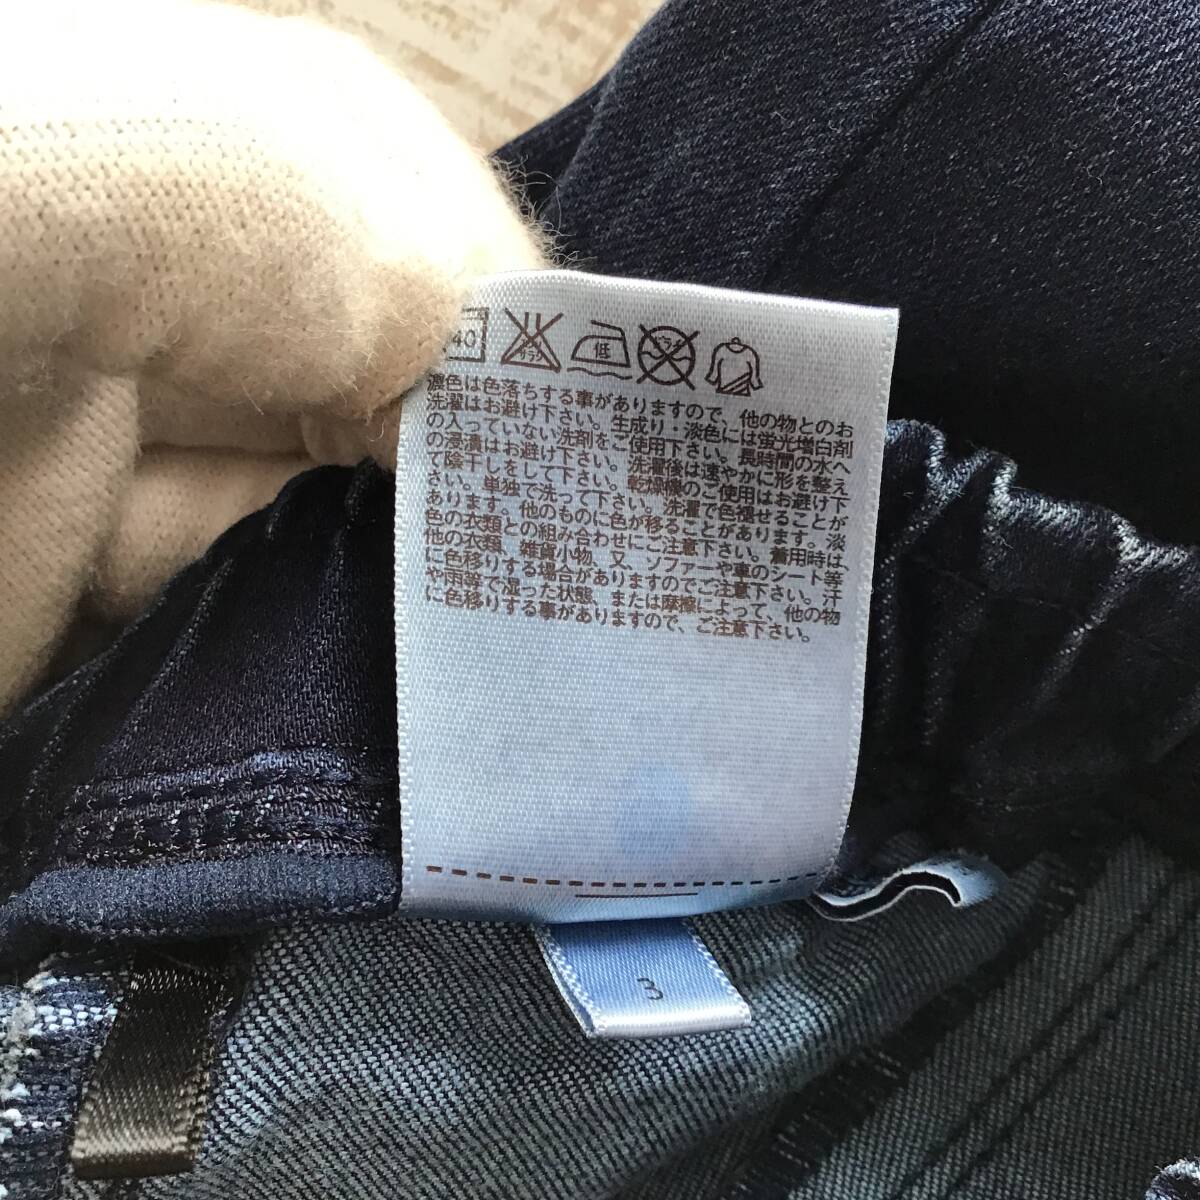 40 サラシ 低 ドライ
濃色は色落ちする事がありますので、他の物とのお
洗濯はお避け下さい。生成り・淡色には蛍光増白剤
の入っていない洗剤をご使用下さい。長時間の水へ
の浸漬はお避け下さい。洗濯後は速やかに形を整え
て陰干しをして下さい。乾燥機のご使用はお避け下
さい。単独で洗って下さい。洗濯で色褪せることが
あります。他のものに色が移ることがあります。淡
色の衣類との組み合わせにご注意下さい。着用時は、
他の衣類、雑貨小物、又、ソファーや車のシート等
に色移りする場合がありますのでご注意下さい。汗
や雨等で湿った状態、または摩擦によって、他の物
に色移りする事がありますので、ご注意下さい。
3